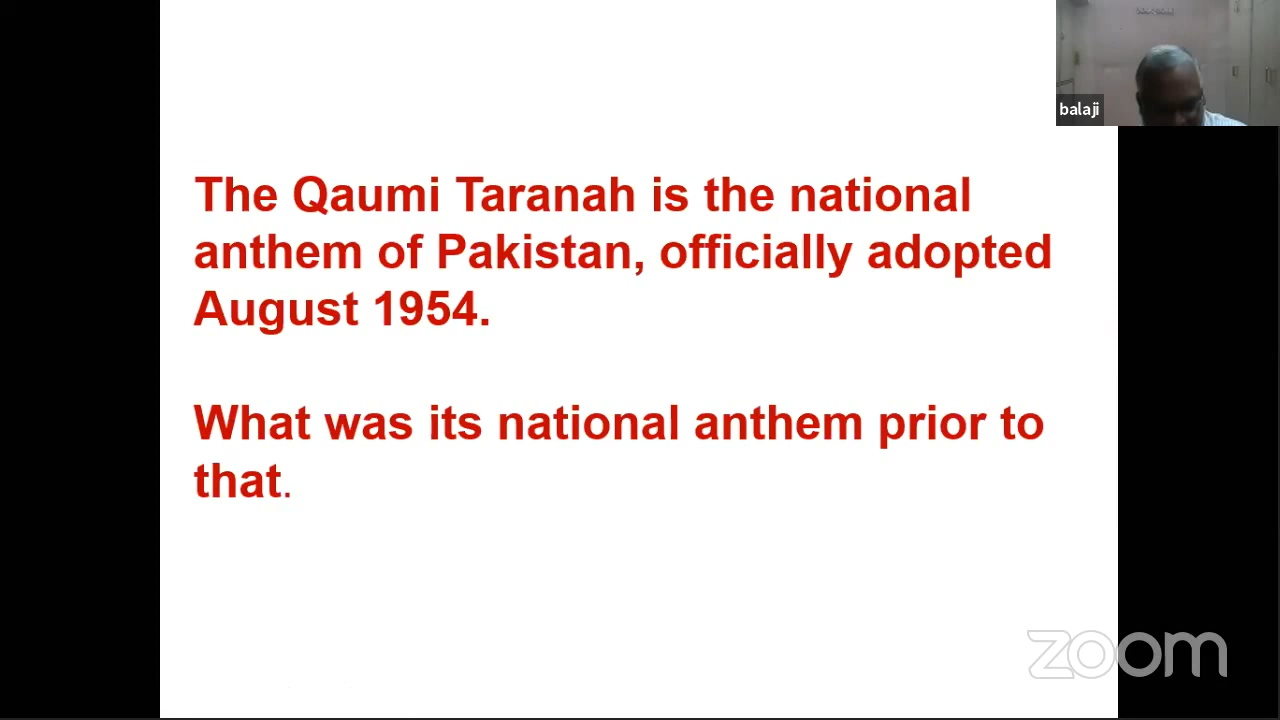 balaji
The Qaumi Taranah is the national
anthem of Pakistan, officially adopted
August 1954.
What was its national anthem prior to
that.
zoom